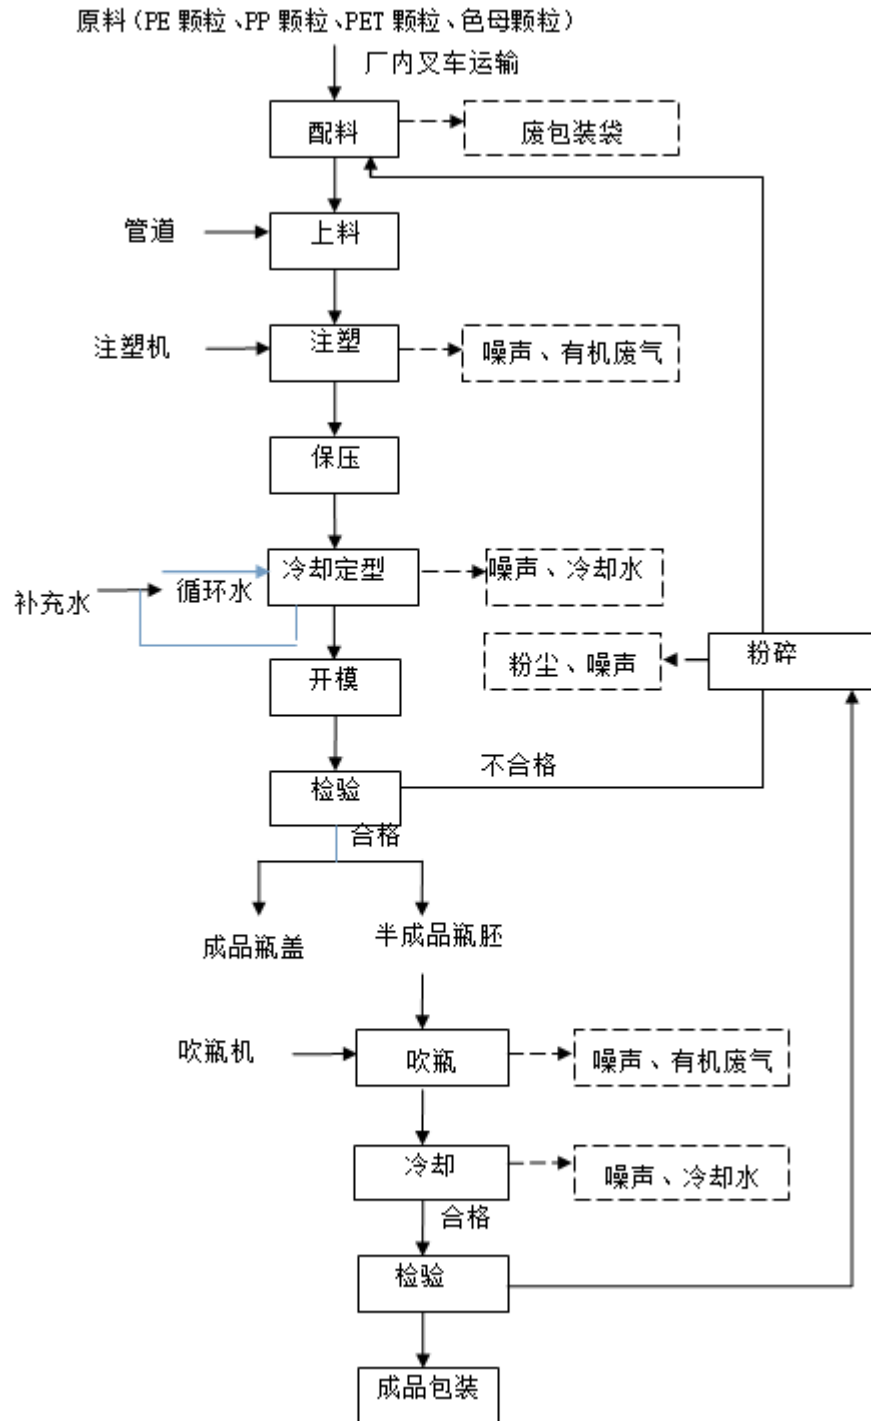 原料（PE 颗粒、PP 颗粒、PET 颗粒、色母颗粒）
厂内叉车运输
配料
废包装袋
管道
上料
注塑机
注塑
噪声、有机废气
保压
补充水
循环水
冷却定型
噪声、冷却水
开模
粉尘、噪声
粉碎
检验
不合格
合格
成品瓶盖
半成品瓶胚
吹瓶机
吹瓶
噪声、有机废气
冷却
噪声、冷却水
合格
检验
成品包装